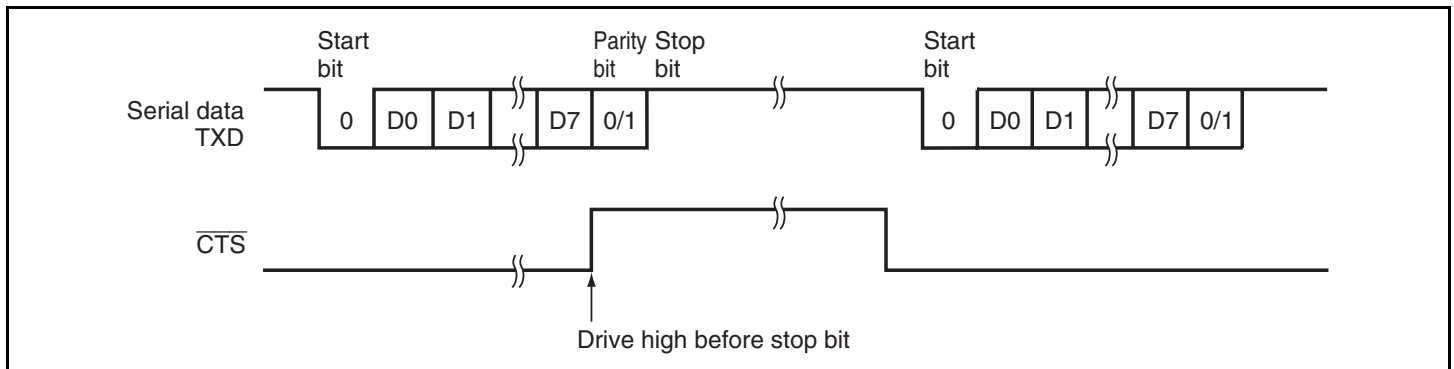 Start bit
Parity bit
Stop bit
Start bit
Serial data TXD
0 D0 D1 D7 0/1 0 D0 D1 D7 0/1
C̅T̅S̅
Drive high before stop bit